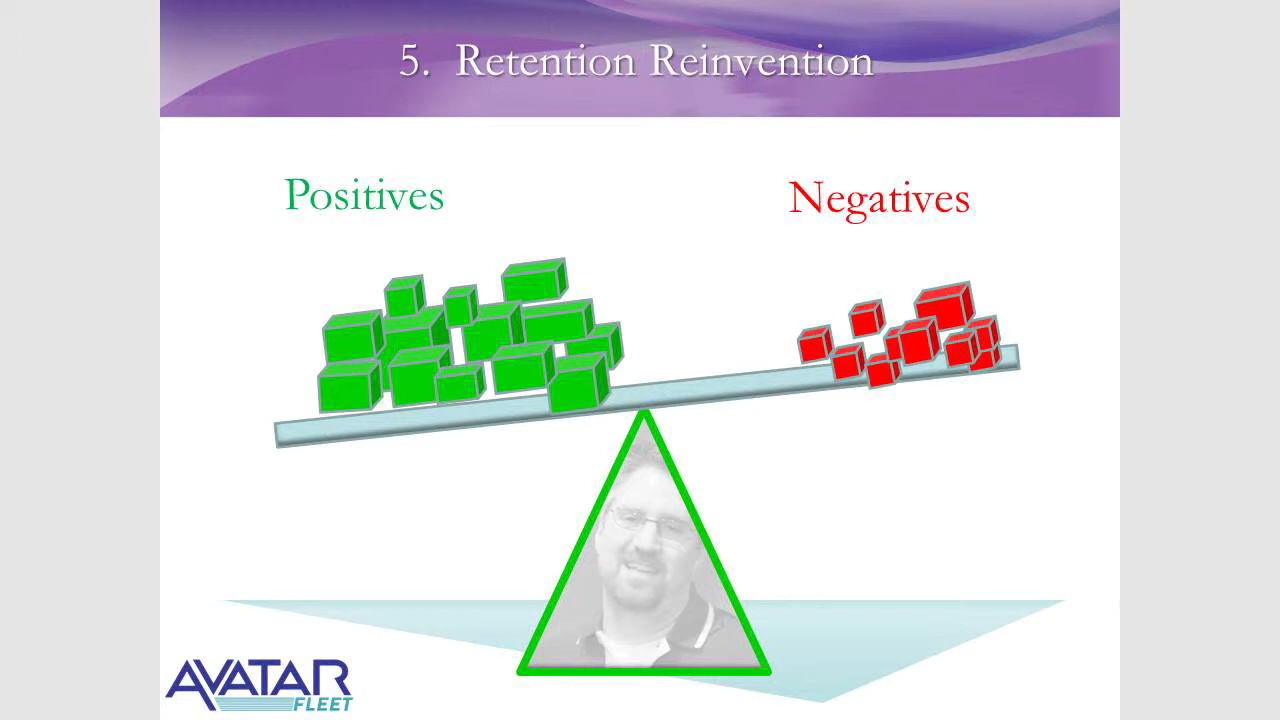 5. Retention Reinvention
Positives
Negatives
AVATAR
FLEET